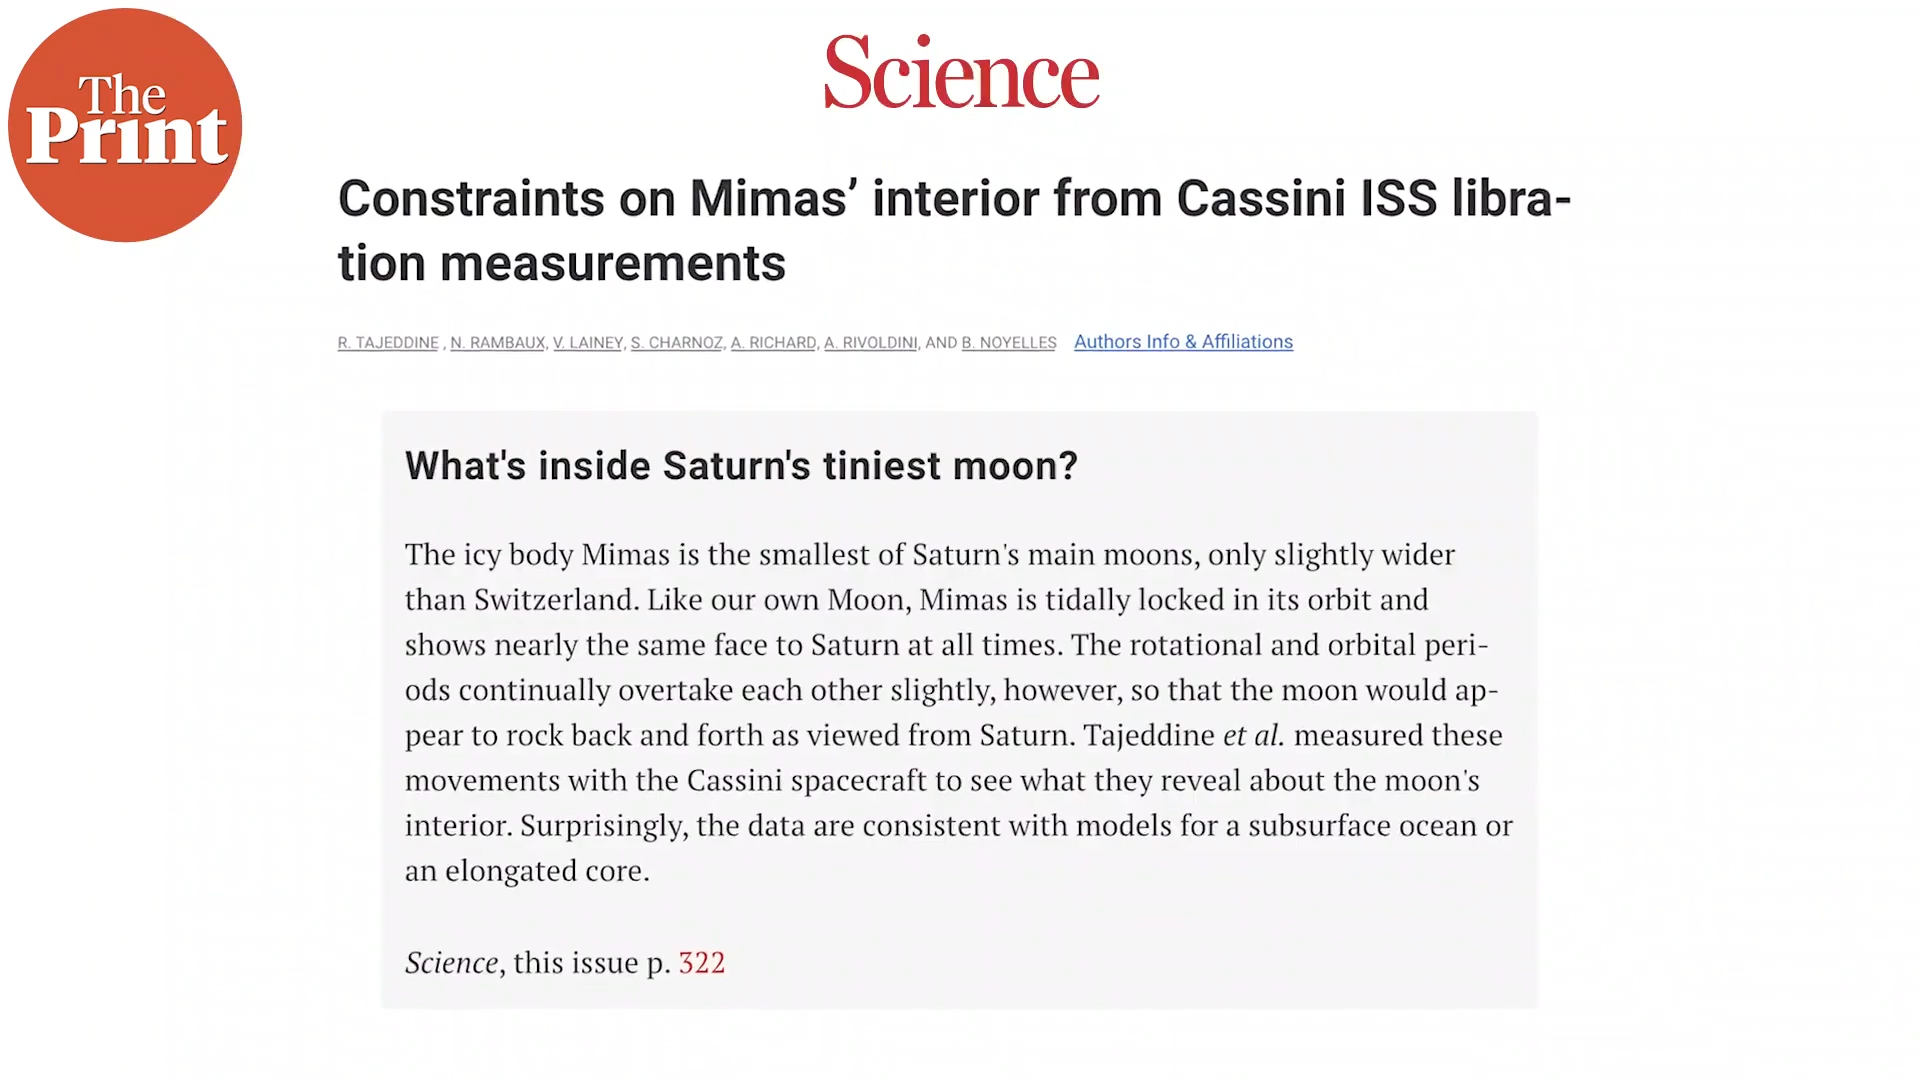 The
Print
Science
Constraints on Mimas’ interior from Cassini ISS libra-
tion measurements
R. TAJEDDINE , N. RAMBAUX, V. LAINEY, S. CHARNOZ, A. RICHARD, A. RIVOLDINI, AND B. NOYELLES Authors Info & Affiliations
What's inside Saturn's tiniest moon?
The icy body Mimas is the smallest of Saturn's main moons, only slightly wider
than Switzerland. Like our own Moon, Mimas is tidally locked in its orbit and
shows nearly the same face to Saturn at all times. The rotational and orbital peri-
ods continually overtake each other slightly, however, so that the moon would ap-
pear to rock back and forth as viewed from Saturn. Tajeddine et al. measured these
movements with the Cassini spacecraft to see what they reveal about the moon's
interior. Surprisingly, the data are consistent with models for a subsurface ocean or
an elongated core.
Science, this issue p. 322